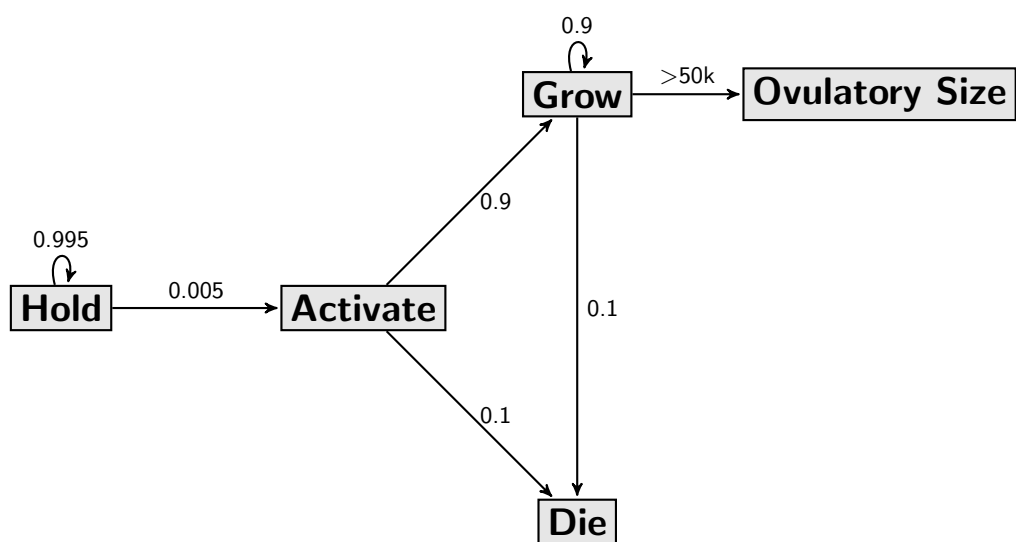 0.9
Grow
>50k
Ovulatory Size
0.9
0.995
Hold
0.005
Activate
0.1
0.1
Die